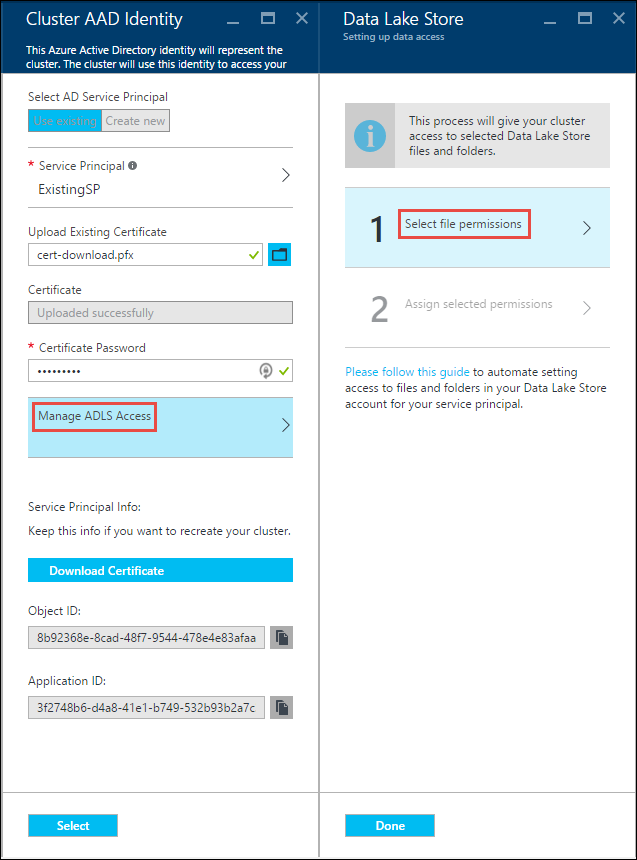 Cluster AAD Identity
This Azure Active Directory identity will represent the
cluster. The cluster will use this identity to access your
Select AD Service Principal
Use existing
Create new
* Service Principal
ExistingSP
Upload Existing Certificate
cert-download.pfx
Certificate
Uploaded successfully
* Certificate Password
•••••••••
Manage ADLS Access
Service Principal Info:
Keep this info if you want to recreate your cluster.
Download Certificate
Object ID:
8b92368e-8cad-48f7-9544-478e4e83afaa
Application ID:
3f2748b6-d4a8-41e1-b749-532b93b2a7c
Select
Data Lake Store
Setting up data access
This process will give your cluster
access to selected Data Lake Store
files and folders.
1
Select file permissions
2
Assign selected permissions
Please follow this guide to automate setting
access to files and folders in your Data Lake Store
account for your service principal.
Done